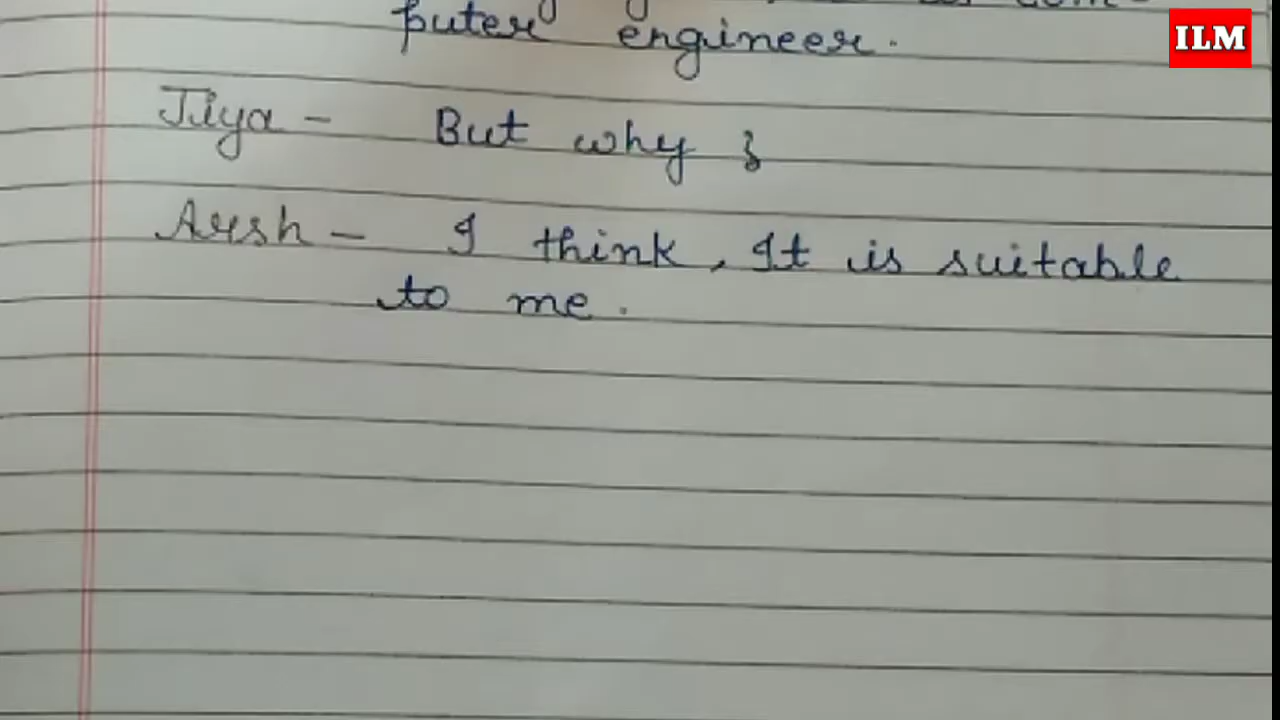 puter engineer.
ILM
Jiya - But why ?
Arsh - I think, It is suitable
to me.